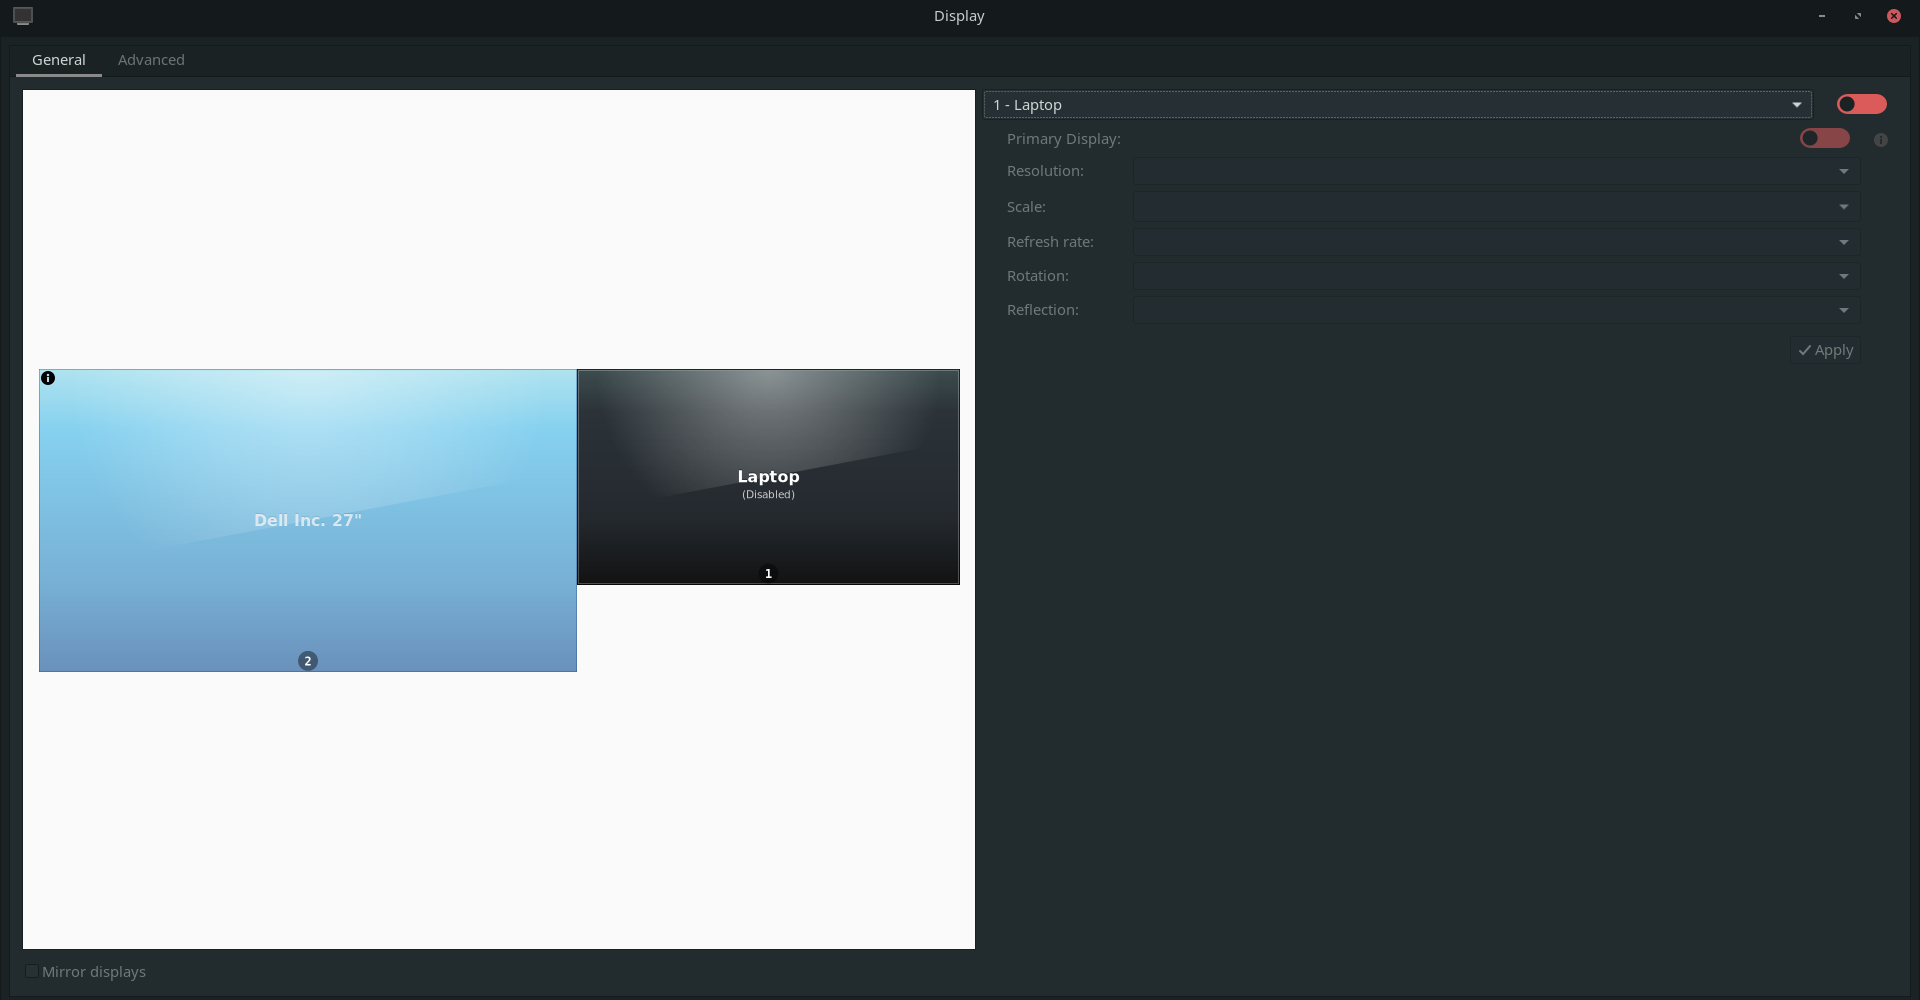 Display
General Advanced
1 - Laptop
Primary Display:
Resolution:
Scale:
Refresh rate:
Rotation:
Reflection:
Apply
Dell Inc. 27"
2
Laptop
(Disabled)
1
Mirror displays